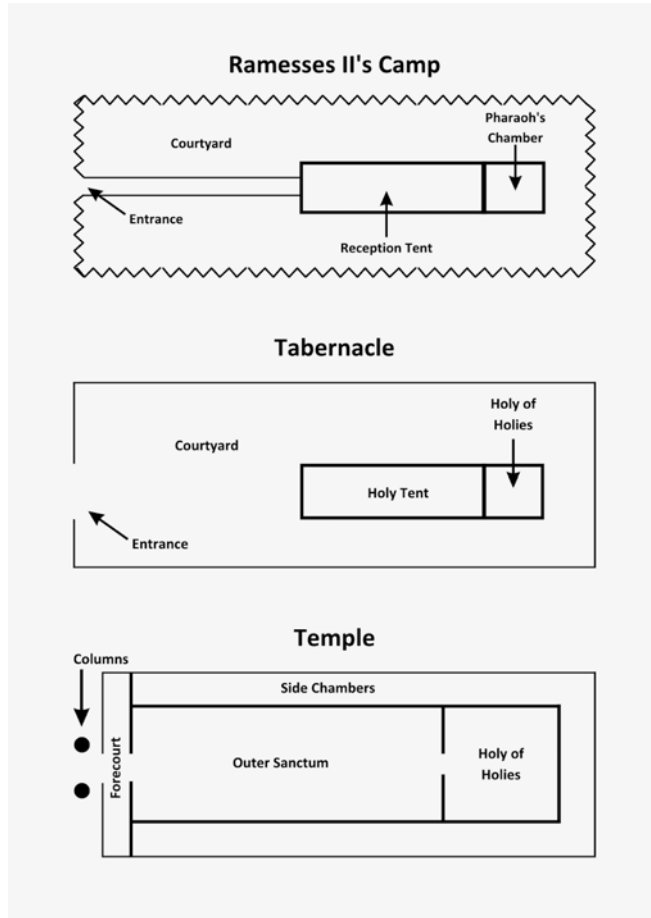 Ramesses II's Camp
Pharaoh's
Chamber
Courtyard
Entrance
Reception Tent
Tabernacle
Holy of
Holies
Courtyard
Holy Tent
Entrance
Temple
Columns
Side Chambers
Forecourt
Outer Sanctum
Holy of
Holies